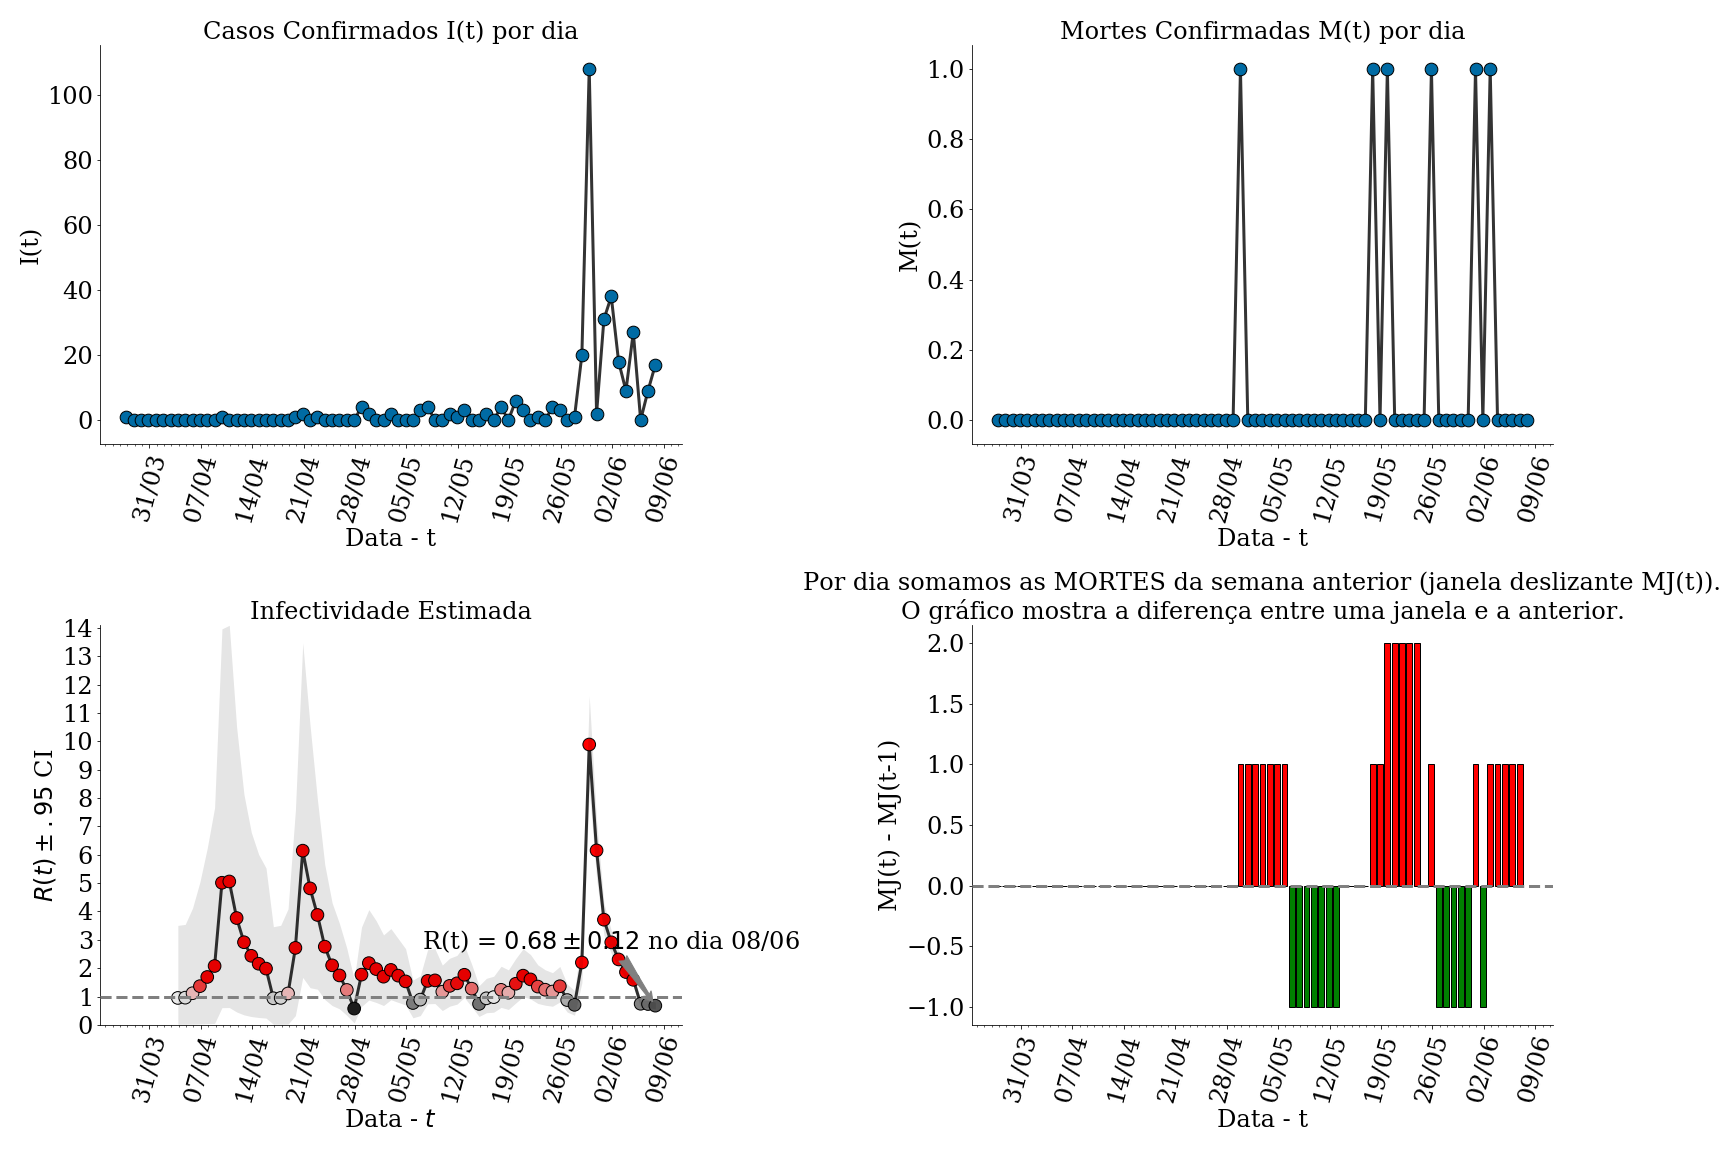 Casos Confirmados I(t) por dia
I(t)
100
80
60
40
20
0
31/03 07/04 14/04 21/04 28/04 05/05 12/05 19/05 26/05 02/06 09/06
Data - t
Mortes Confirmadas M(t) por dia
M(t)
1.0
0.8
0.6
0.4
0.2
0.0
31/03 07/04 14/04 21/04 28/04 05/05 12/05 19/05 26/05 02/06 09/06
Data - t
Infectividade Estimada
R(t) ± .95 CI
14
13
12
11
10
9
8
7
6
5
4
3
2
1
0
R(t) = 0.68 ± 0.12 no dia 08/06
31/03 07/04 14/04 21/04 28/04 05/05 12/05 19/05 26/05 02/06 09/06
Data - t
Por dia somamos as MORTES da semana anterior (janela deslizante MJ(t)).
O gráfico mostra a diferença entre uma janela e a anterior.
MJ(t) - MJ(t-1)
2.0
1.5
1.0
0.5
0.0
−0.5
−1.0
31/03 07/04 14/04 21/04 28/04 05/05 12/05 19/05 26/05 02/06 09/06
Data - t